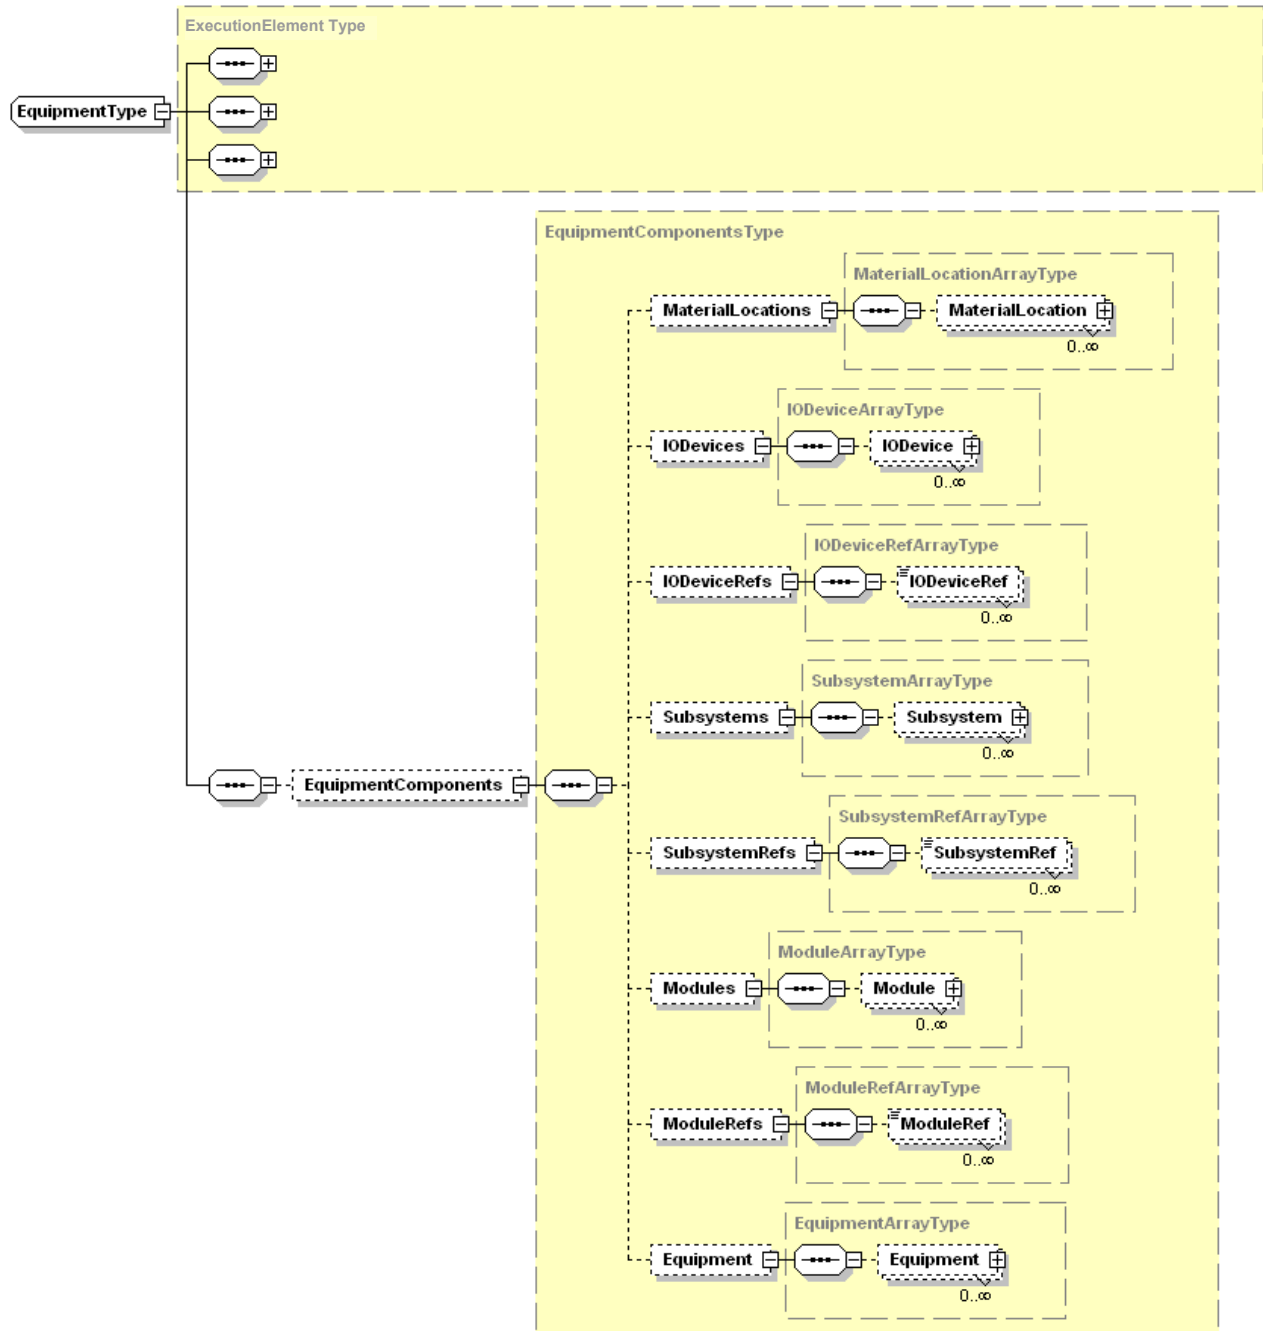 ExecutionElement Type
EquipmentType
EquipmentComponentsType
MaterialLocationArrayType
MaterialLocations
MaterialLocation
0..∞
IODeviceArrayType
IODevices
IODevice
0..∞
IODeviceRefArrayType
IODeviceRefs
IODeviceRef
0..∞
SubsystemArrayType
Subsystems
Subsystem
0..∞
EquipmentComponents
SubsystemRefArrayType
SubsystemRefs
SubsystemRef
0..∞
ModuleArrayType
Modules
Module
0..∞
ModuleRefArrayType
ModuleRefs
ModuleRef
0..∞
EquipmentArrayType
Equipment
Equipment
0..∞